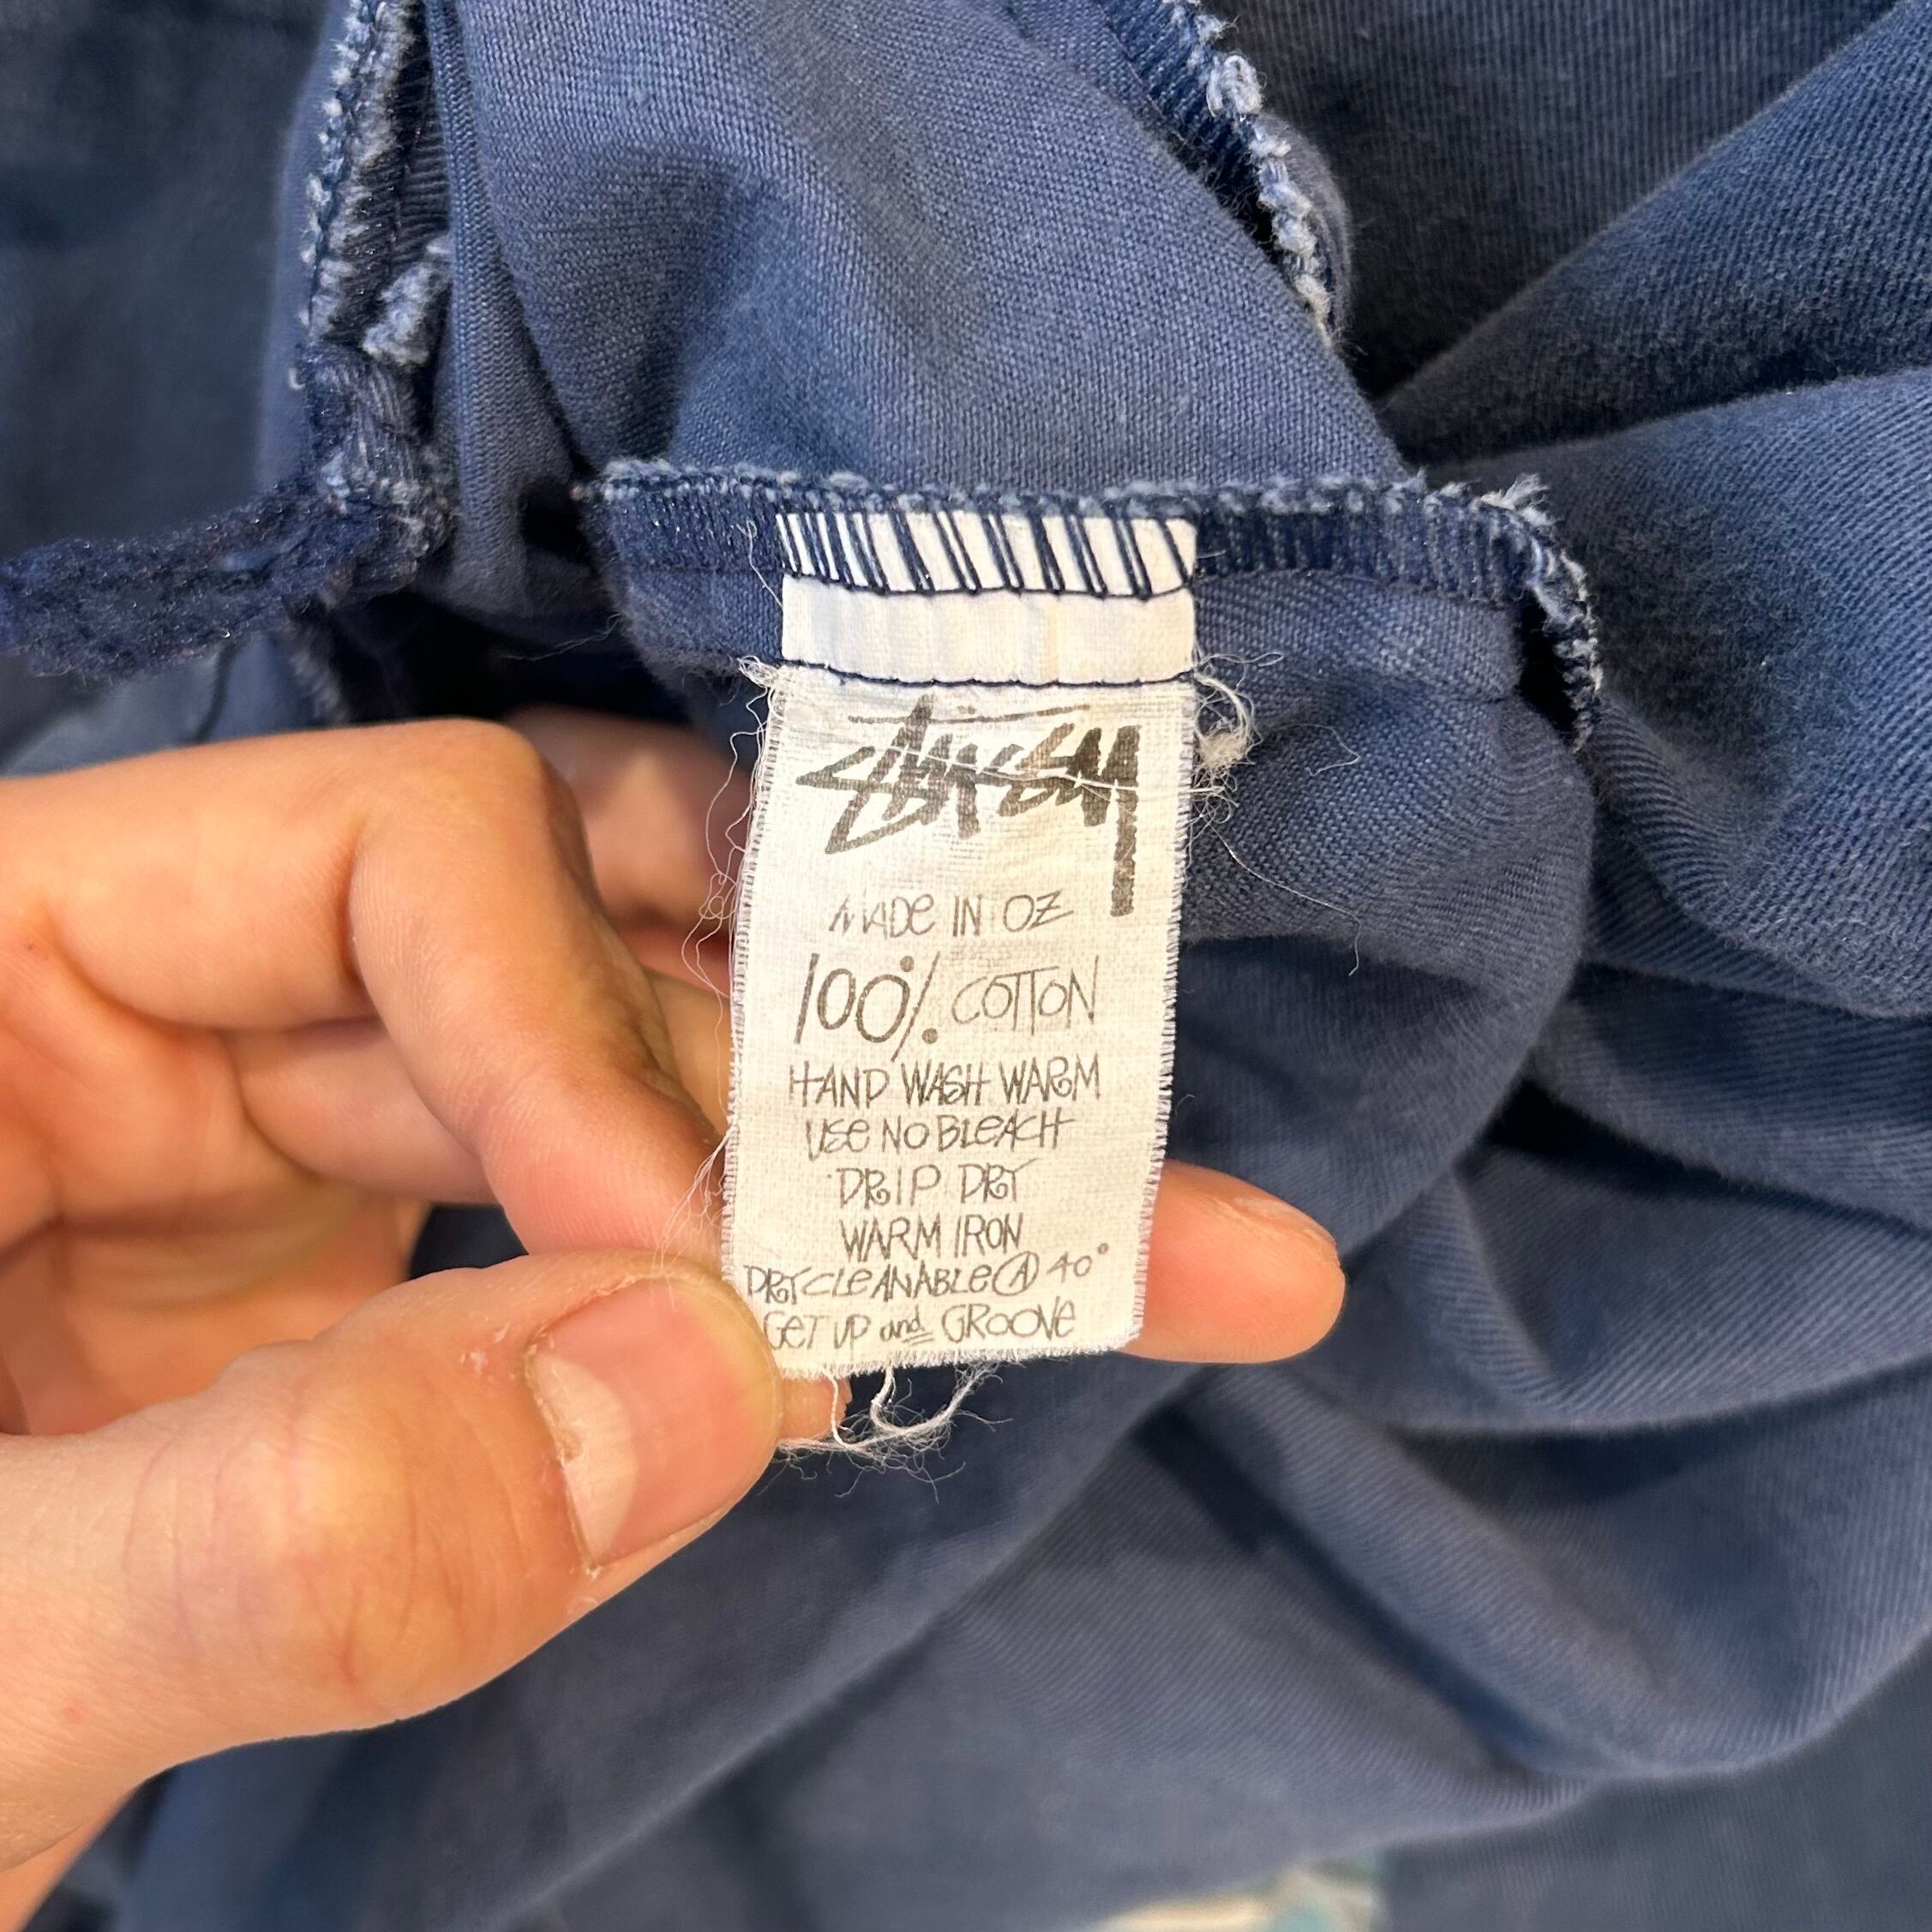 Stüssy
MADE IN OZ
100% COTTON
HAND WASH WARM
USE NO BLEACH
DRIP DRY
WARM IRON
DRYCLEANABLE Ⓐ 40°
GET UP and GROOVE